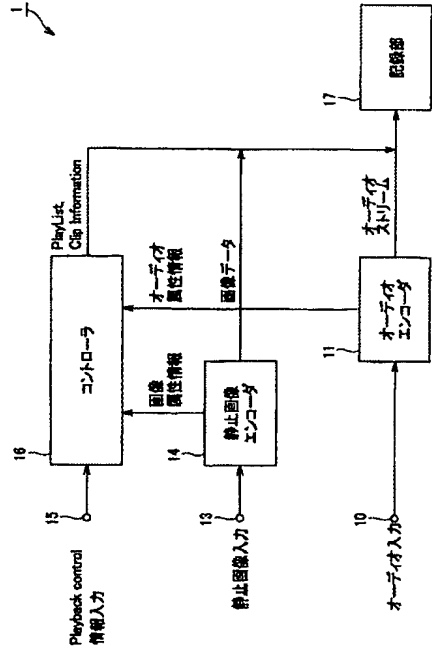 1
16
コントローラ
PlayList,
Clip Information
15
Playback control
情報入力
画像
属性情報
オーディオ
属性情報
14
静止画像
エンコーダ
画像データ
13
静止画像入力
11
オーディオ
エンコーダ
オーディオ
ストリーム
10
オーディオ入力
17
記録部